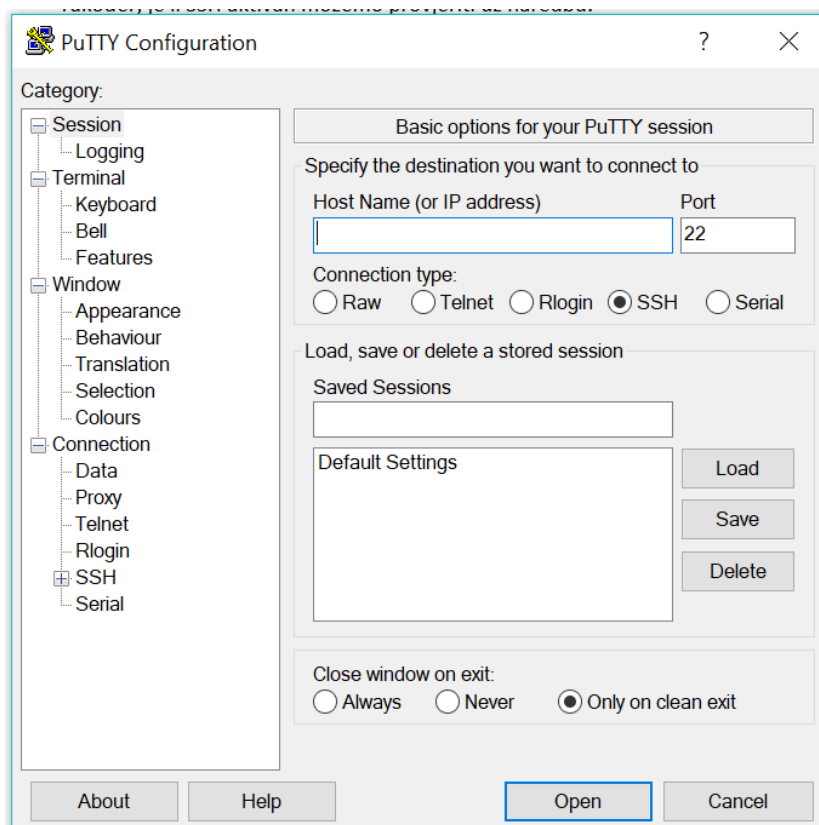 PuTTY Configuration
Category:
Session
Logging
Terminal
Keyboard
Bell
Features
Window
Appearance
Behaviour
Translation
Selection
Colours
Connection
Data
Proxy
Telnet
Rlogin
SSH
Serial
Basic options for your PuTTY session
Specify the destination you want to connect to
Host Name (or IP address) Port
22
Connection type:
Raw Telnet Rlogin SSH Serial
Load, save or delete a stored session
Saved Sessions
Default Settings
Load
Save
Delete
Close window on exit:
Always Never Only on clean exit
About Help Open Cancel